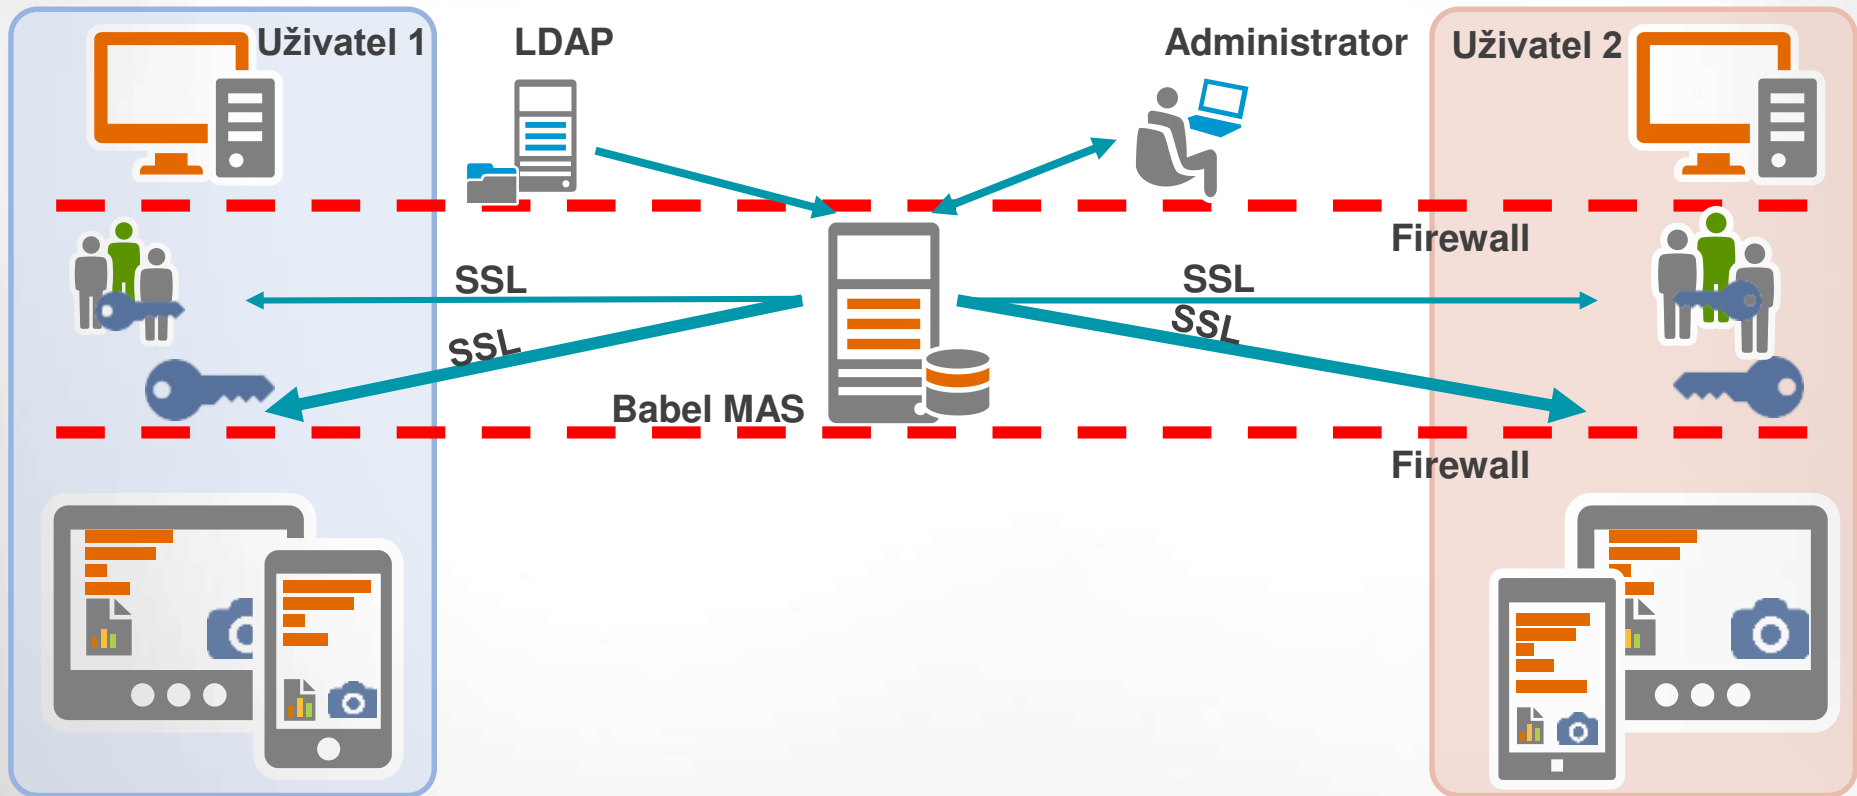 Uživatel 1
LDAP
Administrator
Uživatel 2
Firewall
SSL
SSL
SSL
SSL
Babel MAS
Firewall